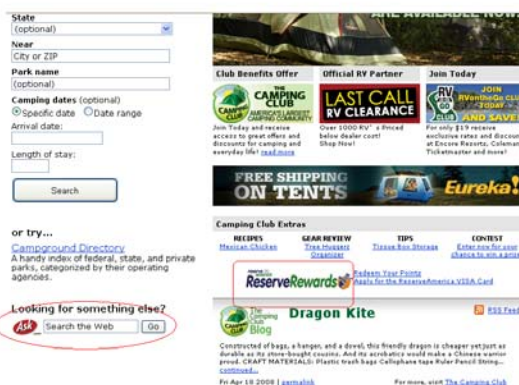 State
(optional)
Near
City or ZIP
Park name
(optional)
Camping dates (optional)
Specific date Date range
Arrival date:
Length of stay:
Search
or try...
Campground Directory
A handy index of federal, state, and private
parks, categorized by their operating
agencies.
Looking for something else?
Ask Search the Web Go
ARE AVAILABLE NOW
Club Benefits Offer
THE CAMPING CLUB
AMERICA'S LARGEST
CAMPING COMMUNITY
Join Today and receive
access to great offers and
discounts for camping and
everyday life! read more
Official RV Partner
LAST CALL
RV CLEARANCE
Over 1000 RV's Priced
below dealer cost!
Shop Now!
Join Today
JOIN
RVontheGo CLUB
TODAY
AND SAVE!
For only $19 receive
exclusive rates and discoun
at Encore Resorts, Coleman
Ticketmaster and more!
FREE SHIPPING
ON TENTS
Eureka!
Camping Club Extras
RECIPES
Mexican Chicken
GEAR REVIEW
Tree Huggers
Organizer
TIPS
Tissue Box Storage
CONTEST
Enter now for your
chance to win a prize
ReserveRewards
Redeem Your Points
Apply for the ReserveAmerica VISA Card
The Camping Club Blog
Dragon Kite
RSS Feed
Constructed of bags, a hanger, and a dowel, this friendly dragon is cheaper yet just as
durable as its store-bought cousins. And its acrobatics would make a Chinese warrior
proud. CRAFT MATERIALS: Plastic trash bags Cellophane tape Ruler Pencil String...
continued...
Fri Apr 18 2008 | permalink
For more, visit The Camping Club